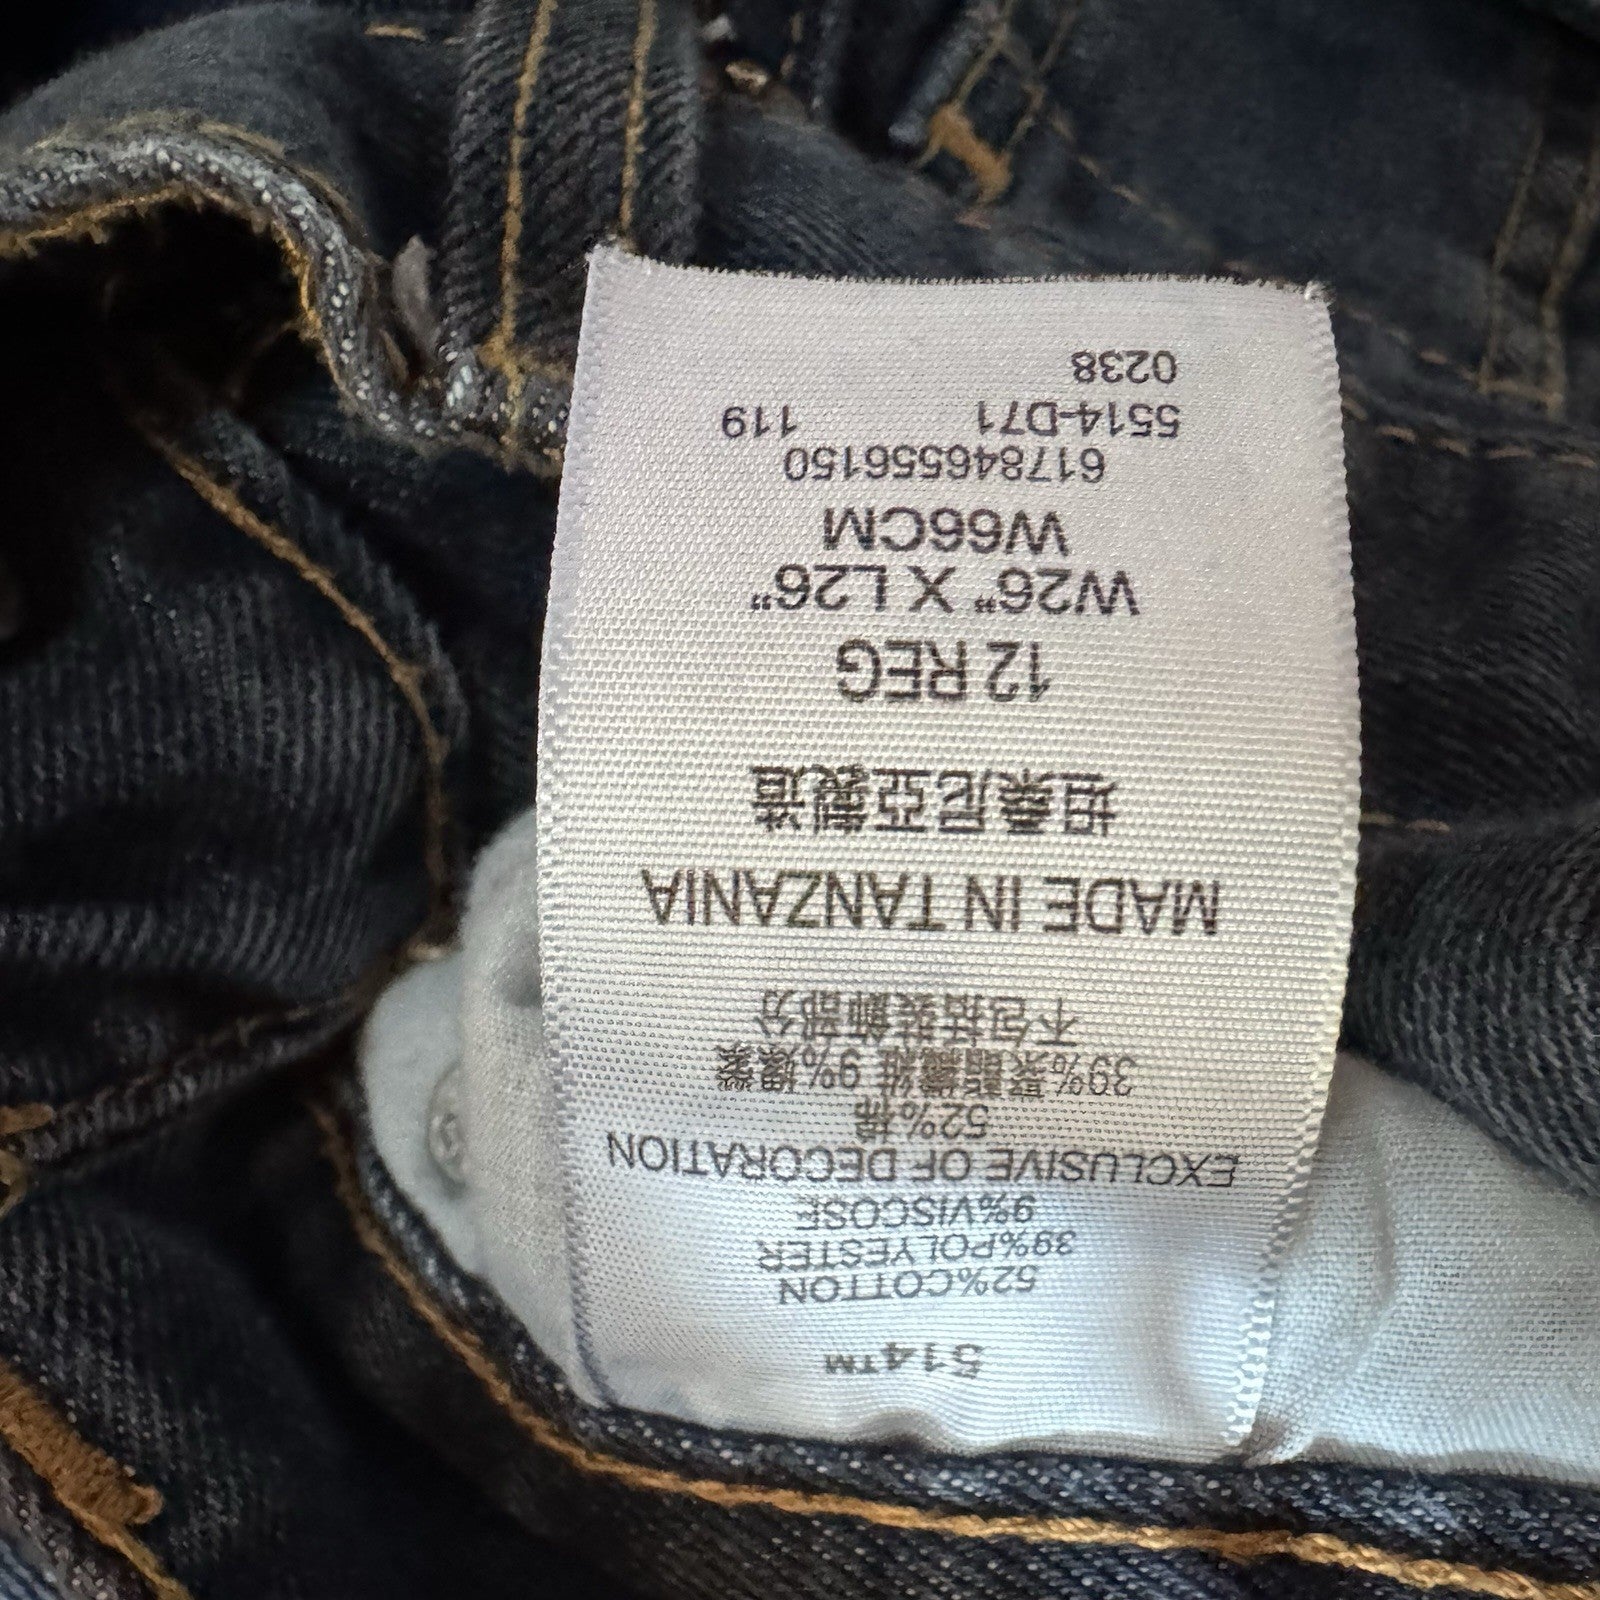 514™
52%COTTON
39%POLYESTER
9%VISCOSE
EXCLUSIVE OF DECORATION
52%棉
39%聚酯纖維 9%嫘縈
不包括裝飾部分
MADE IN TANZANIA
坦桑尼亞製造
12 REG
W26" X L26"
W66CM
617846556150
5514-D71 119
0238